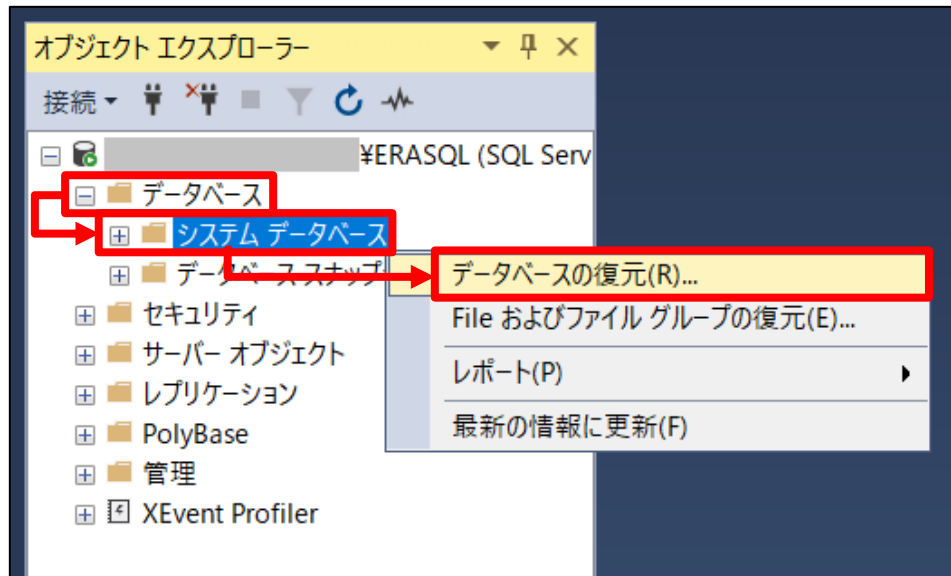 オブジェクト エクスプローラー
接続
¥ERASQL (SQL Serv
データベース
システム データベース
データベース スナップ
データベースの復元(R)...
File およびファイル グループの復元(E)...
レポート(P)
最新の情報に更新(F)
セキュリティ
サーバー オブジェクト
レプリケーション
PolyBase
管理
XEvent Profiler